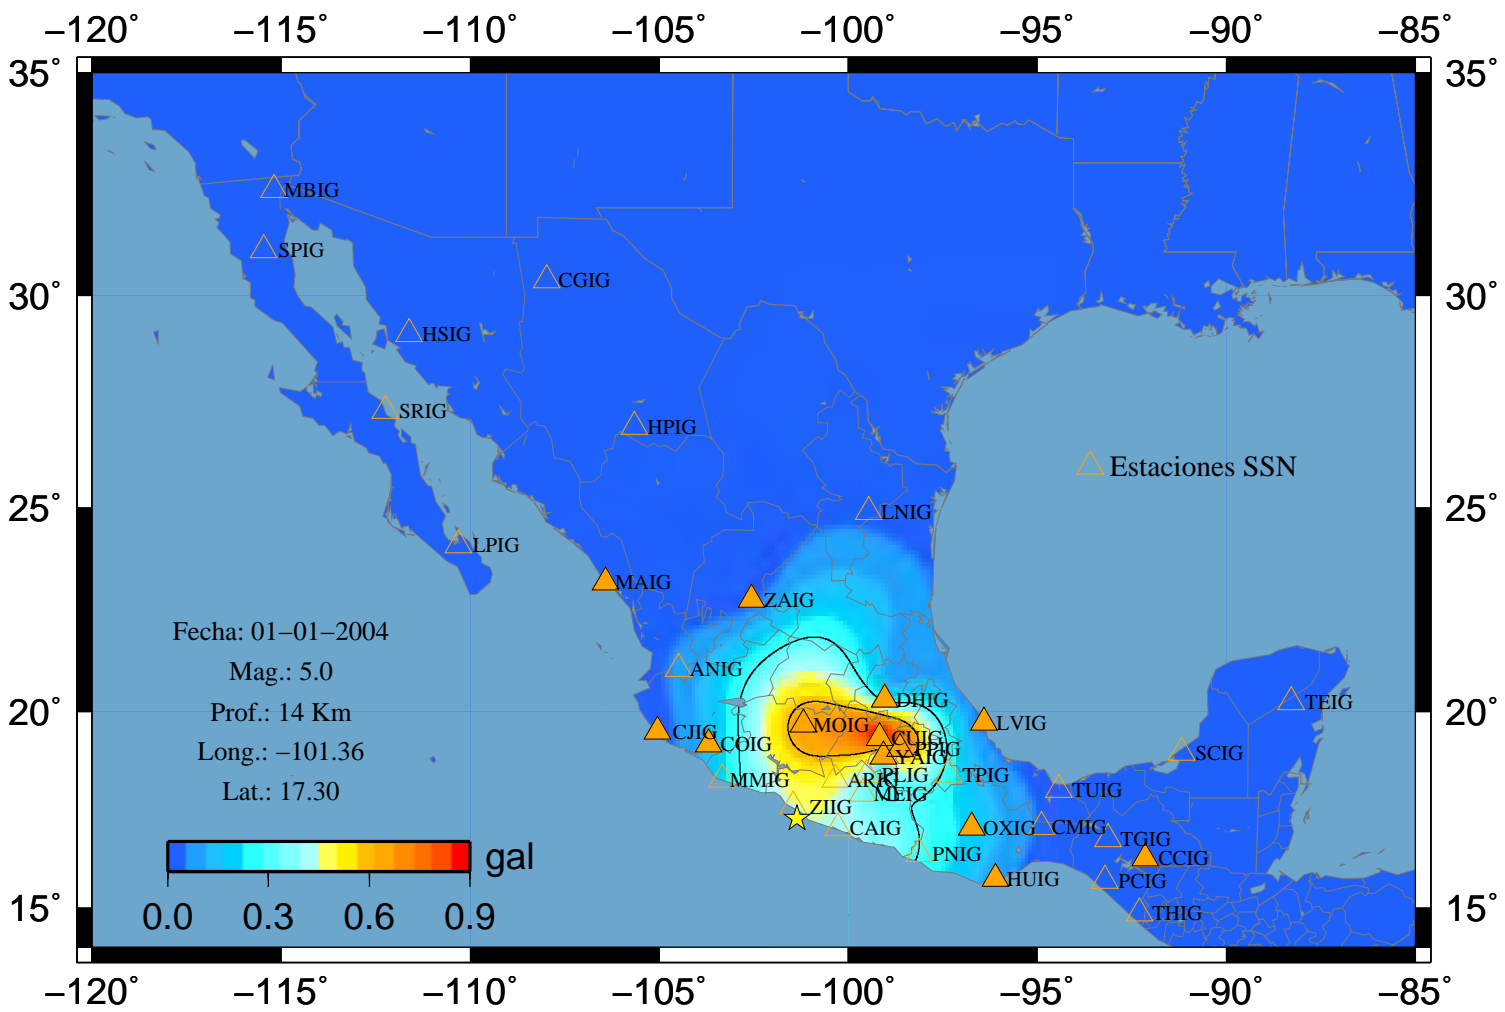 −120° −115° −110° −105° −100° −95° −90° −85°
35° 35°
MBIG
SPIG
CGIG
30° 30°
HSIG
SRIG
HPIG
Estaciones SSN
25° 25°
LNIG
LPIG
MAIG
ZAIG
Fecha: 01−01−2004
Mag.: 5.0
Prof.: 14 Km
Long.: −101.36
Lat.: 17.30
ANIG
DHIG
TEIG
20° 20°
MOIG
LVIG
CJIG
COIG
CUIG
PPIG
YAIG
SCIG
MMIG
PLIG
TPIG
TUIG
MEIG
ZIIG
CAIG
OXIG
CMIG
TGIG
PNIG
CCIG
HUIG
PCIG
THIG
gal
0.0 0.3 0.6 0.9
15° 15°
−120° −115° −110° −105° −100° −95° −90° −85°